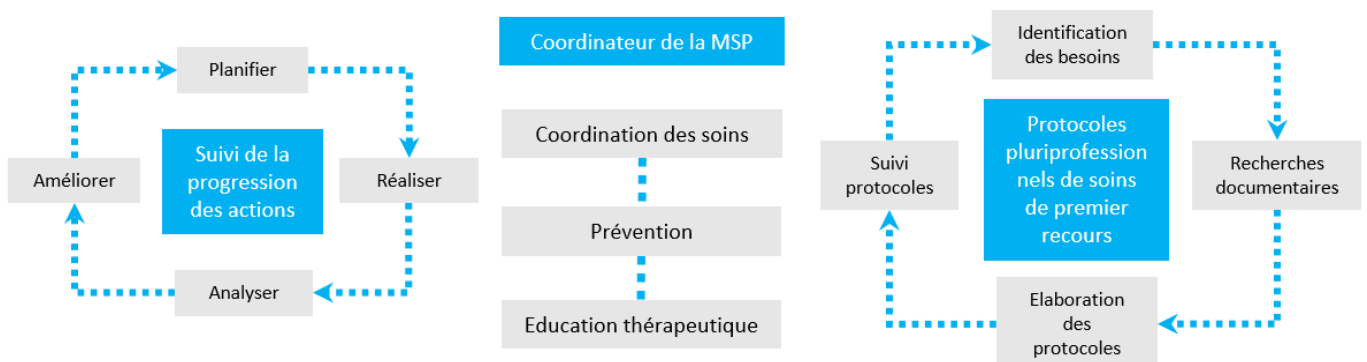 Planifier
Suivi de la
progression
des actions
Améliorer
Réaliser
Analyser
Coordinateur de la MSP
Coordination des soins
Prévention
Education thérapeutique
Identification
des besoins
Protocoles
pluriprofession
nels de soins
de premier
recours
Suivi
protocoles
Recherches
documentaires
Elaboration
des
protocoles